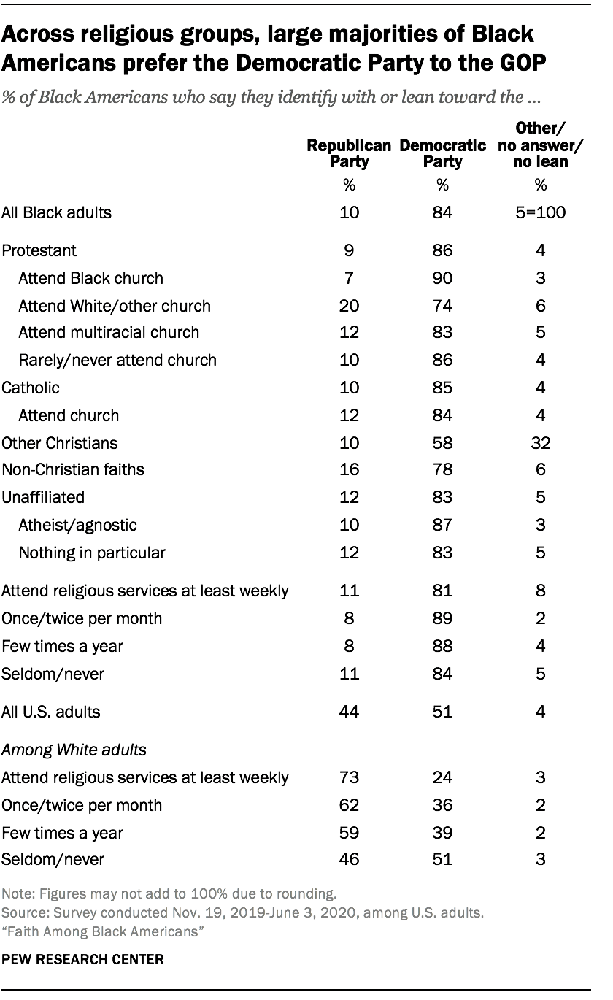 Across religious groups, large majorities of Black
Americans prefer the Democratic Party to the GOP
% of Black Americans who say they identify with or lean toward the ...
Republican Party Democratic Party Other/ no answer/ no lean
% % %
All Black adults 10 84 5=100
Protestant 9 86 4
Attend Black church 7 90 3
Attend White/other church 20 74 6
Attend multiracial church 12 83 5
Rarely/never attend church 10 86 4
Catholic 10 85 4
Attend church 12 84 4
Other Christians 10 58 32
Non-Christian faiths 16 78 6
Unaffiliated 12 83 5
Atheist/agnostic 10 87 3
Nothing in particular 12 83 5
Attend religious services at least weekly 11 81 8
Once/twice per month 8 89 2
Few times a year 8 88 4
Seldom/never 11 84 5
All U.S. adults 44 51 4
Among White adults
Attend religious services at least weekly 73 24 3
Once/twice per month 62 36 2
Few times a year 59 39 2
Seldom/never 46 51 3
Note: Figures may not add to 100% due to rounding.
Source: Survey conducted Nov. 19, 2019-June 3, 2020, among U.S. adults.
“Faith Among Black Americans”
PEW RESEARCH CENTER